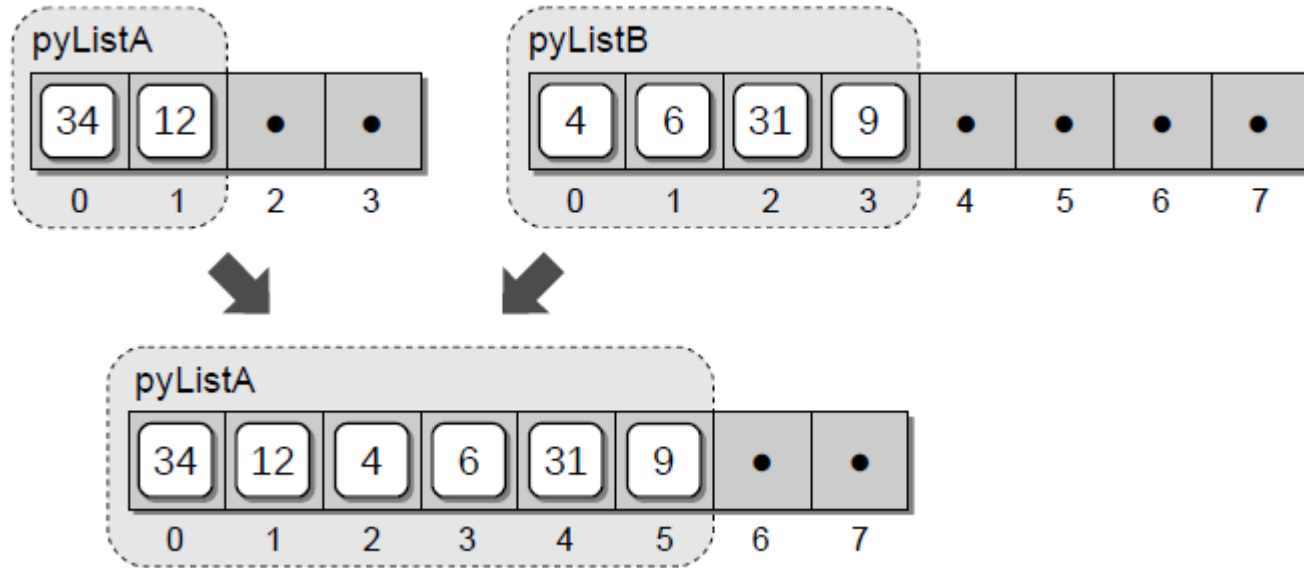 pyListA
34 12 • •
0 1 2 3
pyListB
4 6 31 9 • • • •
0 1 2 3 4 5 6 7
pyListA
34 12 4 6 31 9 • •
0 1 2 3 4 5 6 7